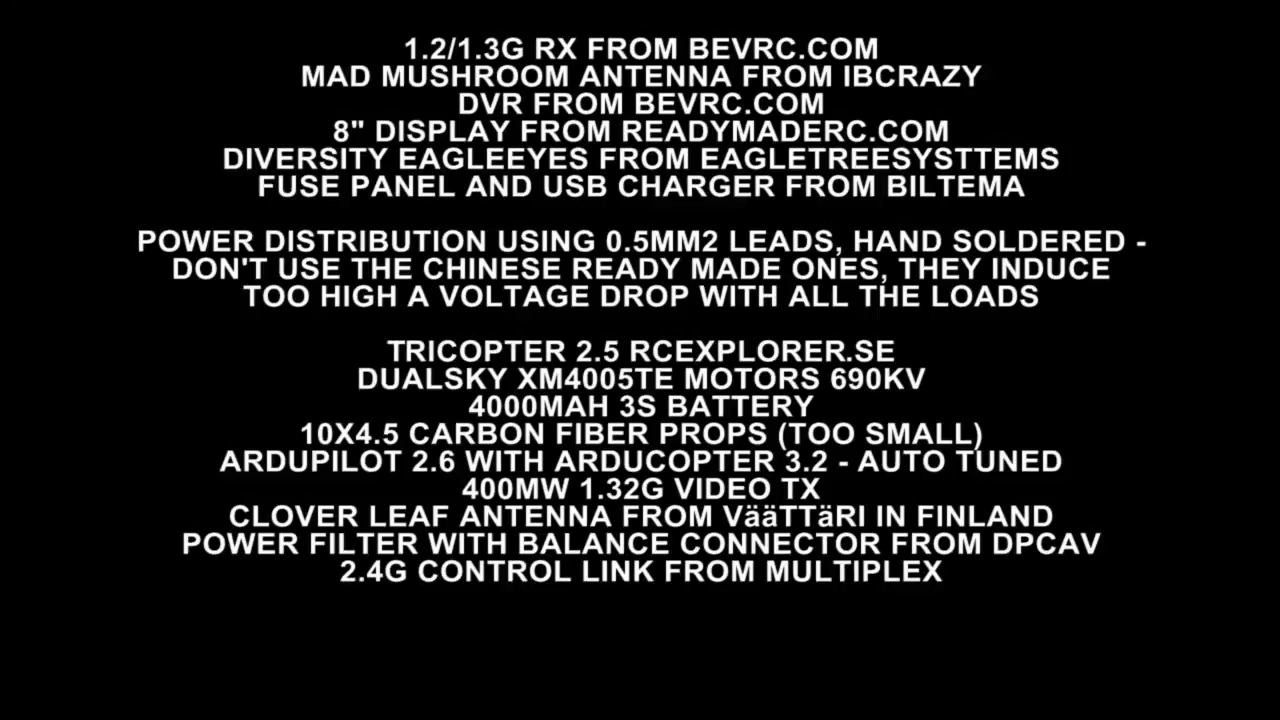 1.2/1.3G RX FROM BEVRC.COM
MAD MUSHROOM ANTENNA FROM IBCRAZY
DVR FROM BEVRC.COM
8" DISPLAY FROM READYMADERC.COM
DIVERSITY EAGLEEYES FROM EAGLETREESYSTTEMS
FUSE PANEL AND USB CHARGER FROM BILTEMA
POWER DISTRIBUTION USING 0.5MM2 LEADS, HAND SOLDERED -
DON'T USE THE CHINESE READY MADE ONES, THEY INDUCE
TOO HIGH A VOLTAGE DROP WITH ALL THE LOADS
TRICOPTER 2.5 RCEXPLORER.SE
DUALSKY XM4005TE MOTORS 690KV
4000MAH 3S BATTERY
10X4.5 CARBON FIBER PROPS (TOO SMALL)
ARDUPILOT 2.6 WITH ARDUCOPTER 3.2 - AUTO TUNED
400MW 1.32G VIDEO TX
CLOVER LEAF ANTENNA FROM VääTTäRI IN FINLAND
POWER FILTER WITH BALANCE CONNECTOR FROM DPCAV
2.4G CONTROL LINK FROM MULTIPLEX